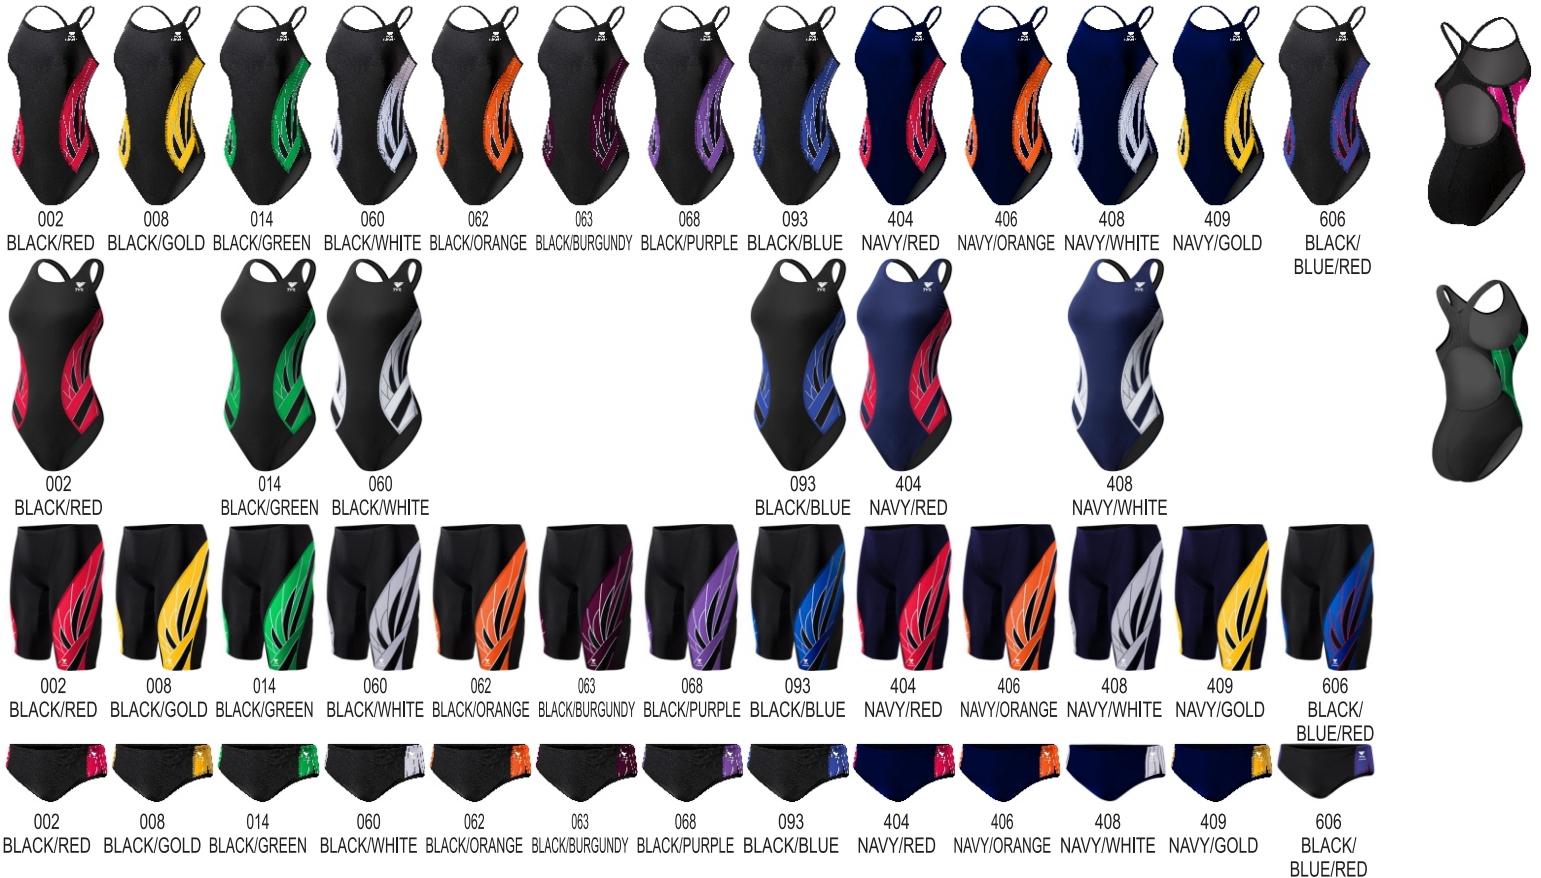 002 008 014 060 062 063 068 093 404 406 408 409 606
BLACK/RED BLACK/GOLD BLACK/GREEN BLACK/WHITE BLACK/ORANGE BLACK/BURGUNDY BLACK/PURPLE BLACK/BLUE NAVY/RED NAVY/ORANGE NAVY/WHITE NAVY/GOLD BLACK/
BLUE/RED
TYR TYR TYR TYR TYR TYR
002 014 060 093 404 408
BLACK/RED BLACK/GREEN BLACK/WHITE BLACK/BLUE NAVY/RED NAVY/WHITE
002 008 014 060 062 063 068 093 404 406 408 409 606
BLACK/RED BLACK/GOLD BLACK/GREEN BLACK/WHITE BLACK/ORANGE BLACK/BURGUNDY BLACK/PURPLE BLACK/BLUE NAVY/RED NAVY/ORANGE NAVY/WHITE NAVY/GOLD BLACK/
BLUE/RED
002 008 014 060 062 063 068 093 404 406 408 409 606
BLACK/RED BLACK/GOLD BLACK/GREEN BLACK/WHITE BLACK/ORANGE BLACK/BURGUNDY BLACK/PURPLE BLACK/BLUE NAVY/RED NAVY/ORANGE NAVY/WHITE NAVY/GOLD BLACK/
BLUE/RED